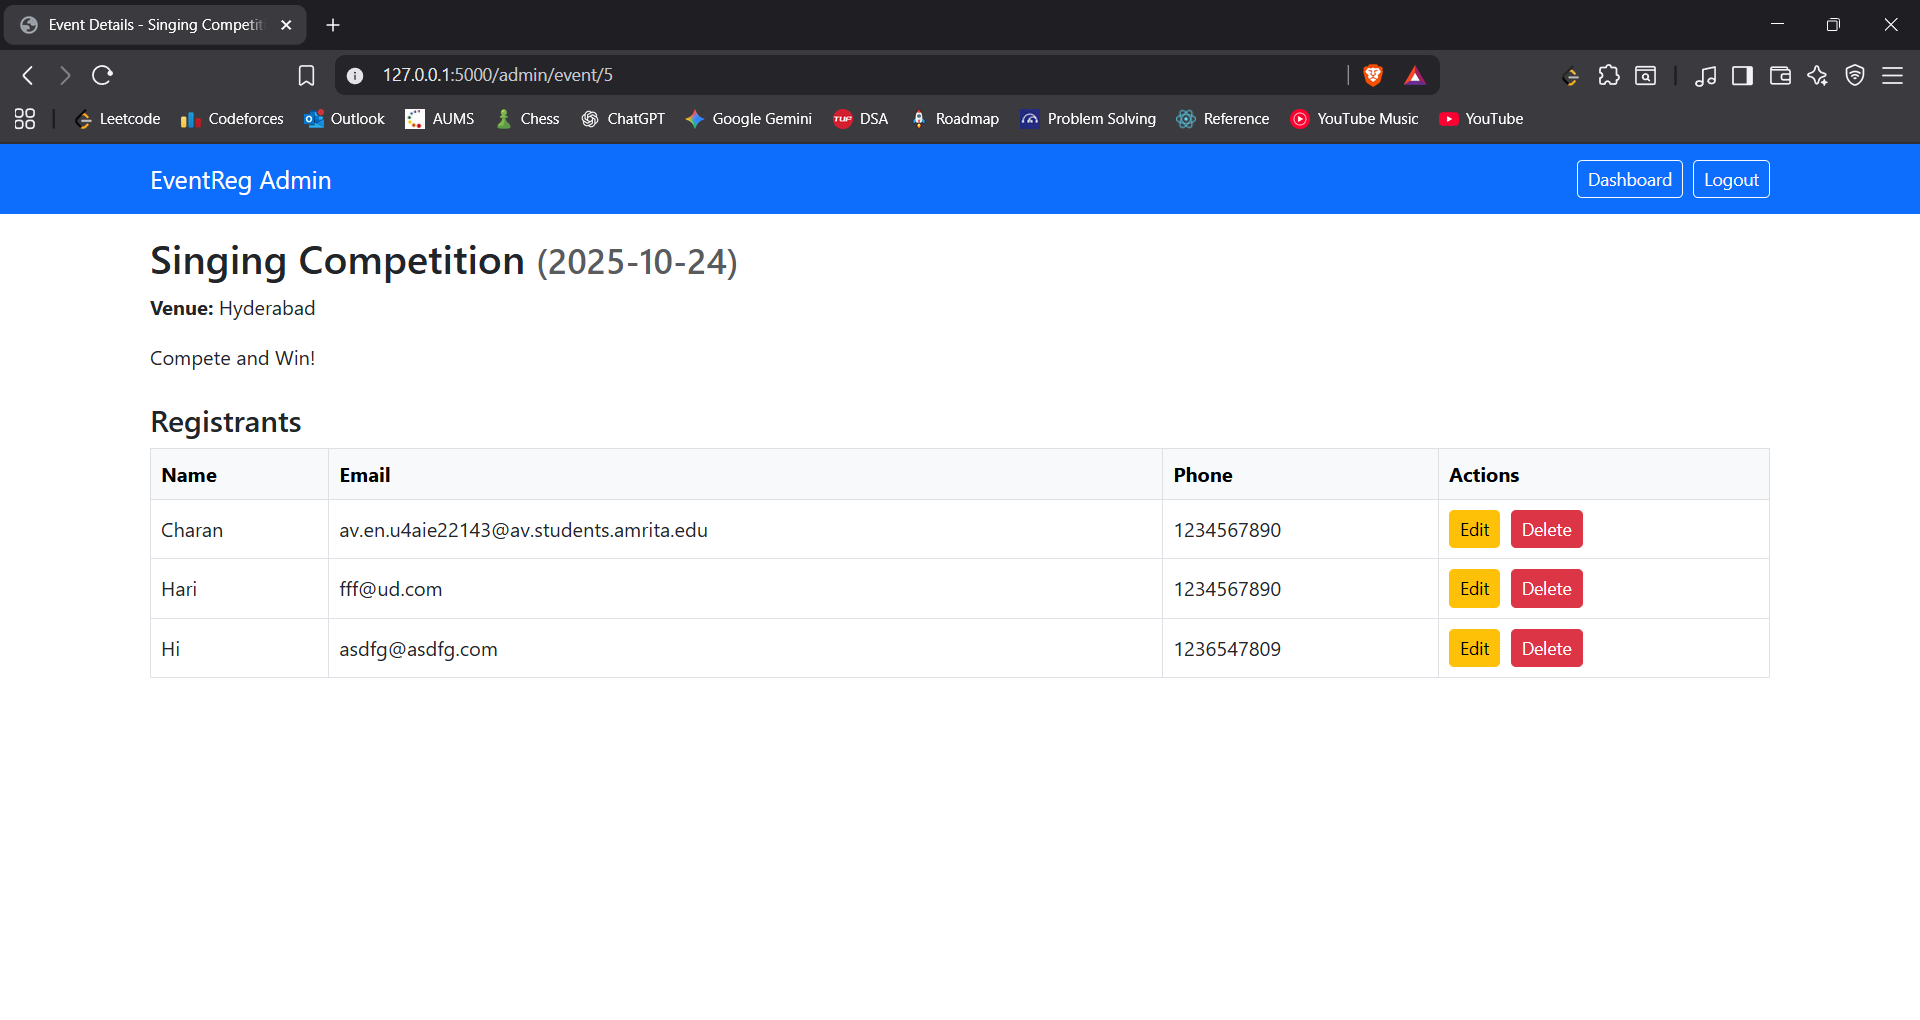 Event Details - Singing Competit
127.0.0.1:5000/admin/event/5
Leetcode Codeforces Outlook AUMS Chess ChatGPT Google Gemini TUF DSA Roadmap Problem Solving Reference YouTube Music YouTube
EventReg Admin Dashboard Logout
Singing Competition (2025-10-24)
Venue: Hyderabad
Compete and Win!
Registrants
Name Email Phone Actions
Charan av.en.u4aie22143@av.students.amrita.edu 1234567890 Edit Delete
Hari fff@ud.com 1234567890 Edit Delete
Hi asdfg@asdfg.com 1236547809 Edit Delete